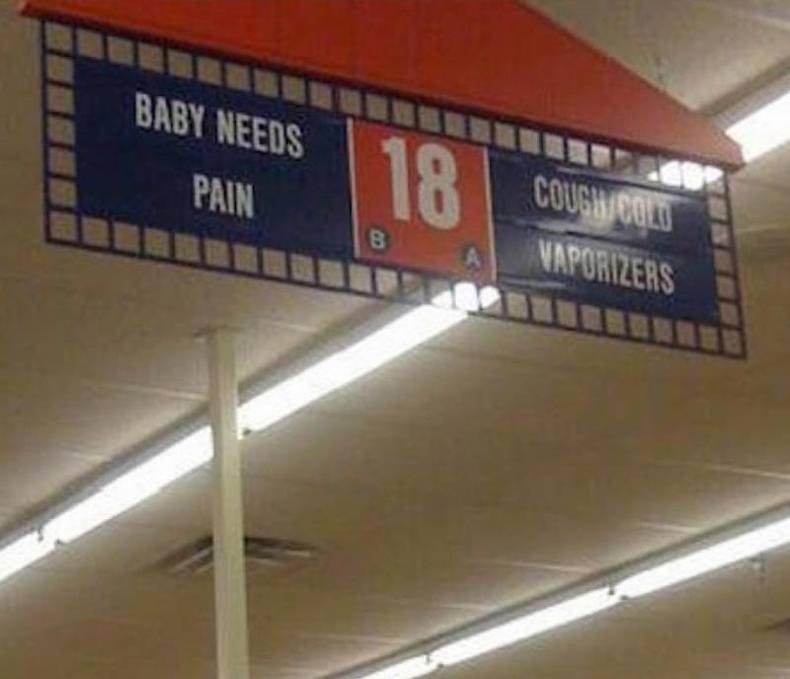 BABY NEEDS
PAIN
18
B
A
COUGH/COLD
VAPORIZERS